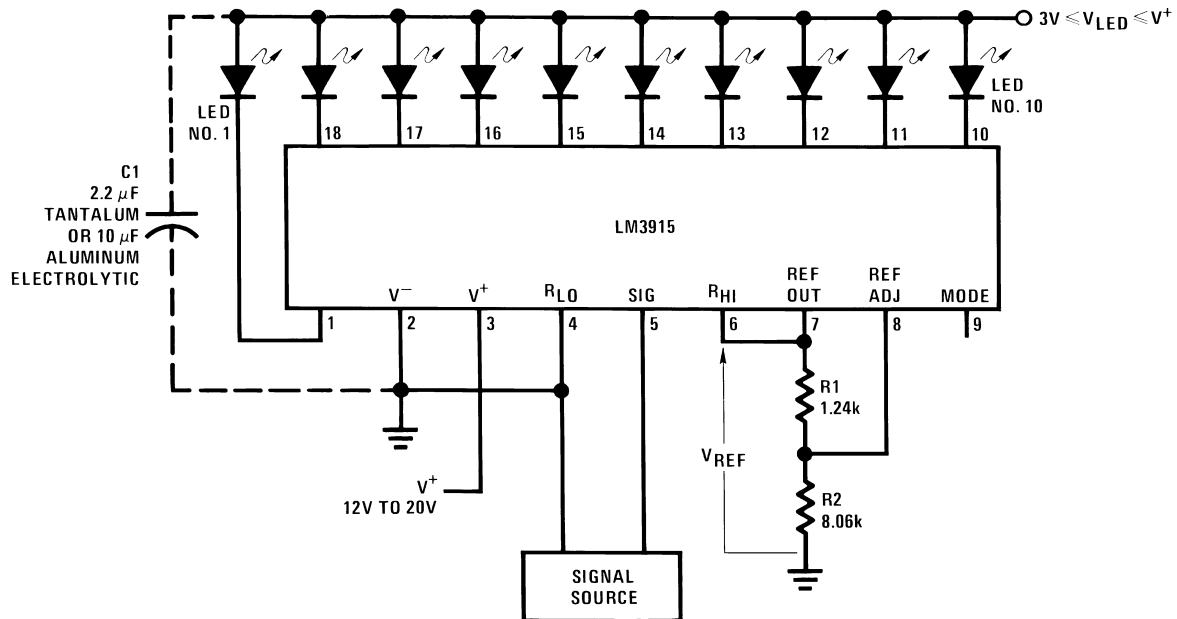 3V ≤ VLED ≤ V+
LED
NO. 1
LED
NO. 10
18
17
16
15
14
13
12
11
10
C1
2.2 μF
TANTALUM
OR 10 μF
ALUMINUM
ELECTROLYTIC
LM3915
V−
V+
RLO
SIG
RHI
REF
OUT
REF
ADJ
MODE
1
2
3
4
5
6
7
8
9
R1
1.24k
VREF
V+
12V TO 20V
R2
8.06k
SIGNAL
SOURCE